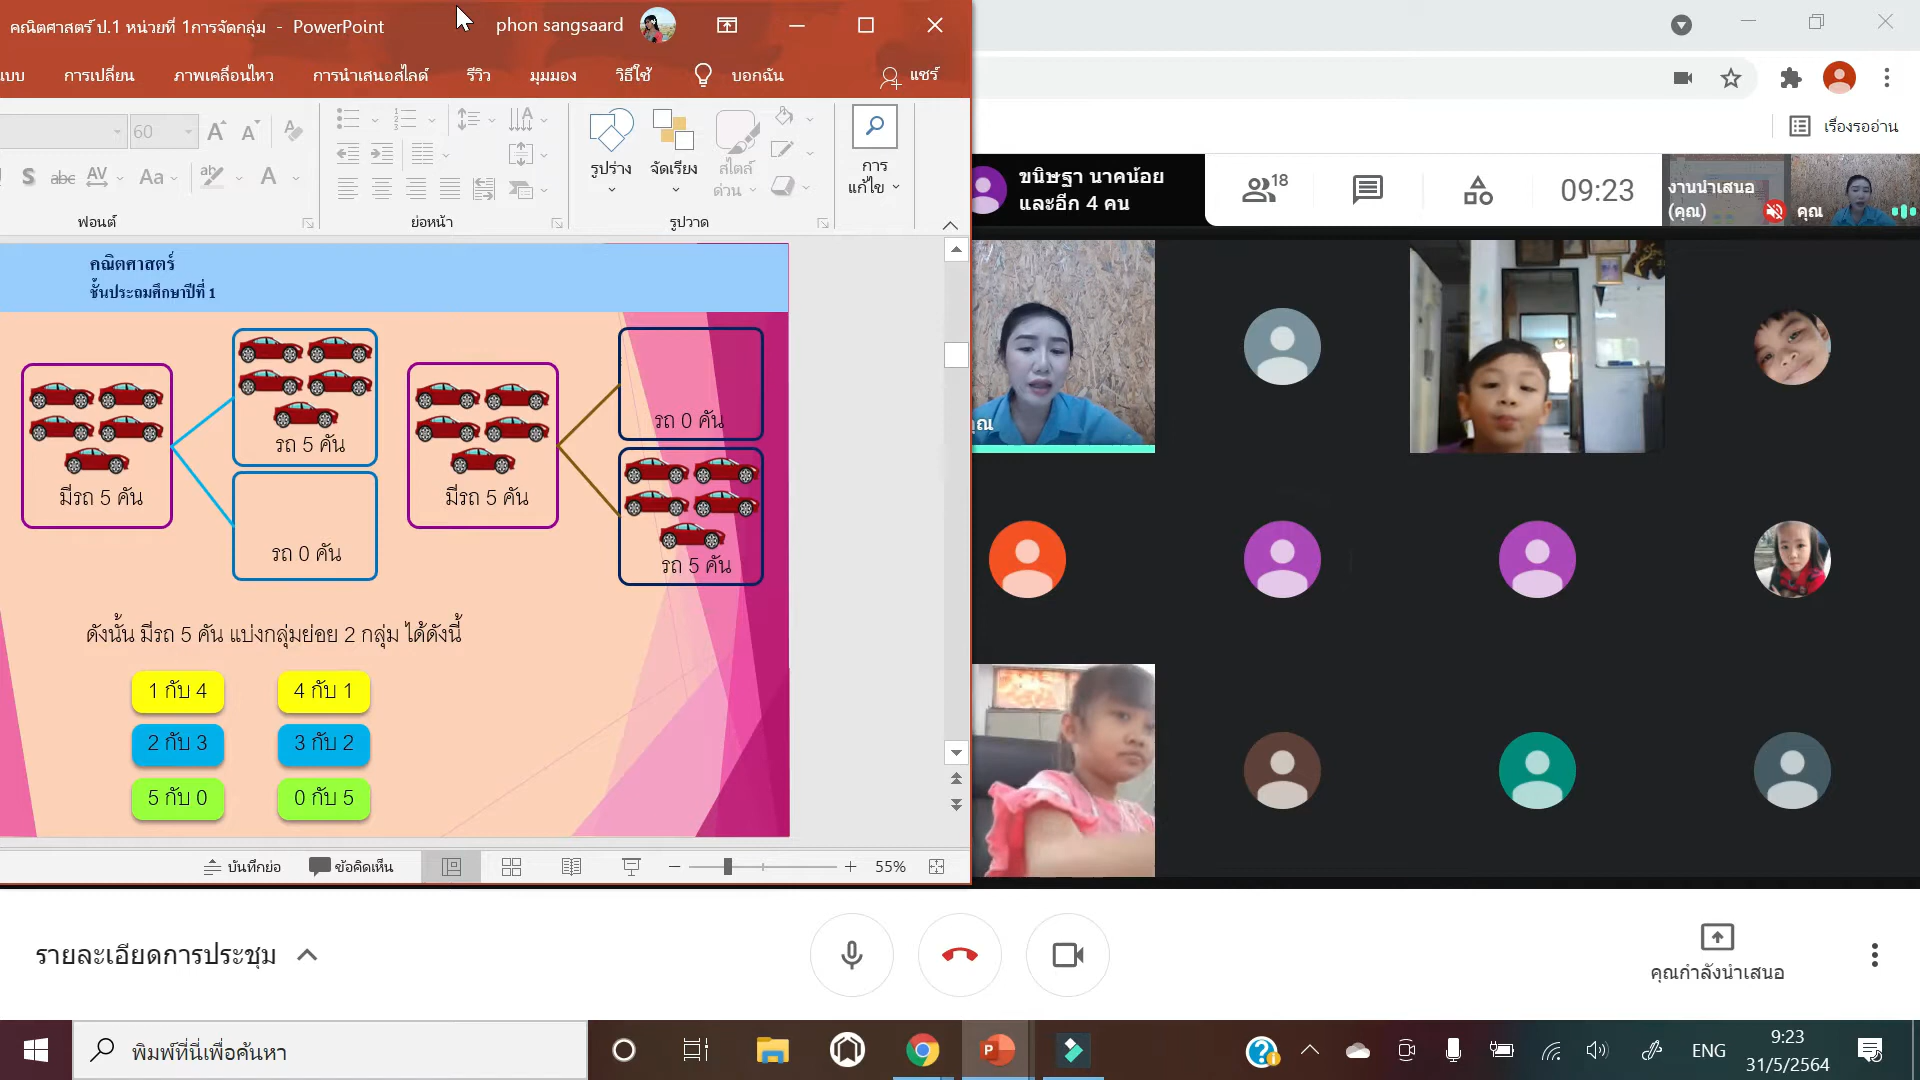 คณิตศาสตร์ ป.1 หน่วยที่ 1การจัดกลุ่ม - PowerPoint
phon sangsaard
แบบ การเปลี่ยน ภาพเคลื่อนไหว การนำเสนอสไลด์ รีวิว มุมมอง วิธีใช้ บอกฉัน แชร์
60
รูปร่าง จัดเรียง สไตล์ด่วน การแก้ไข
ฟอนต์ ย่อหน้า รูปวาด
เรื่องรออ่าน
ขนิษฐา นาคน้อย
และอีก 4 คน
18
09:23
งานนำเสนอ
(คุณ)
คุณ
คณิตศาสตร์
ชั้นประถมศึกษาปีที่ 1
มีรถ 5 คัน
รถ 5 คัน
รถ 0 คัน
มีรถ 5 คัน
รถ 0 คัน
รถ 5 คัน
ดังนั้น มีรถ 5 คัน แบ่งกลุ่มย่อย 2 กลุ่ม ได้ดังนี้
1 กับ 4 4 กับ 1
2 กับ 3 3 กับ 2
5 กับ 0 0 กับ 5
คุณ
บันทึกย่อ ข้อคิดเห็น 55%
รายละเอียดการประชุม
คุณกำลังนำเสนอ
พิมพ์ที่นี่เพื่อค้นหา
ENG
9:23
31/5/2564